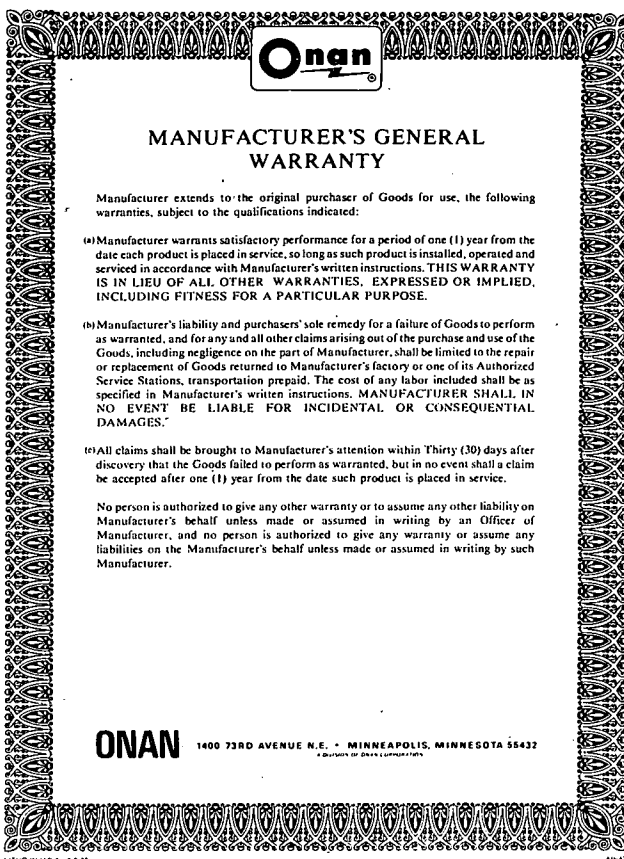 Onan
MANUFACTURER'S GENERAL
WARRANTY
Manufacturer extends to the original purchaser of Goods for use, the following
warranties, subject to the qualifications indicated:
(a) Manufacturer warrants satisfactory performance for a period of one (1) year from the
date each product is placed in service, so long as such product is installed, operated and
serviced in accordance with Manufacturer's written instructions. THIS WARRANTY
IS IN LIEU OF ALL OTHER WARRANTIES, EXPRESSED OR IMPLIED,
INCLUDING FITNESS FOR A PARTICULAR PURPOSE.
(b) Manufacturer's liability and purchasers' sole remedy for a failure of Goods to perform
as warranted, and for any and all other claims arising out of the purchase and use of the
Goods, including negligence on the part of Manufacturer, shall be limited to the repair
or replacement of Goods returned to Manufacturer's factory or one of its Authorized
Service Stations, transportation prepaid. The cost of any labor included shall be as
specified in Manufacturer's written instructions. MANUFACTURER SHALL IN
NO EVENT BE LIABLE FOR INCIDENTAL OR CONSEQUENTIAL
DAMAGES."
(c) All claims shall be brought to Manufacturer's attention within Thirty (30) days after
discovery that the Goods failed to perform as warranted, but in no event shall a claim
be accepted after one (1) year from the date such product is placed in service.
No person is authorized to give any other warranty or to assume any other liability on
Manufacturer's behalf unless made or assumed in writing by an Officer of
Manufacturer, and no person is authorized to give any warranty or assume any
liabilities on the Manufacturer's behalf unless made or assumed in writing by such
Manufacturer.
ONAN 1400 73RD AVENUE N.E. • MINNEAPOLIS, MINNESOTA 55432
A DIVISION OF ONAN CORPORATION